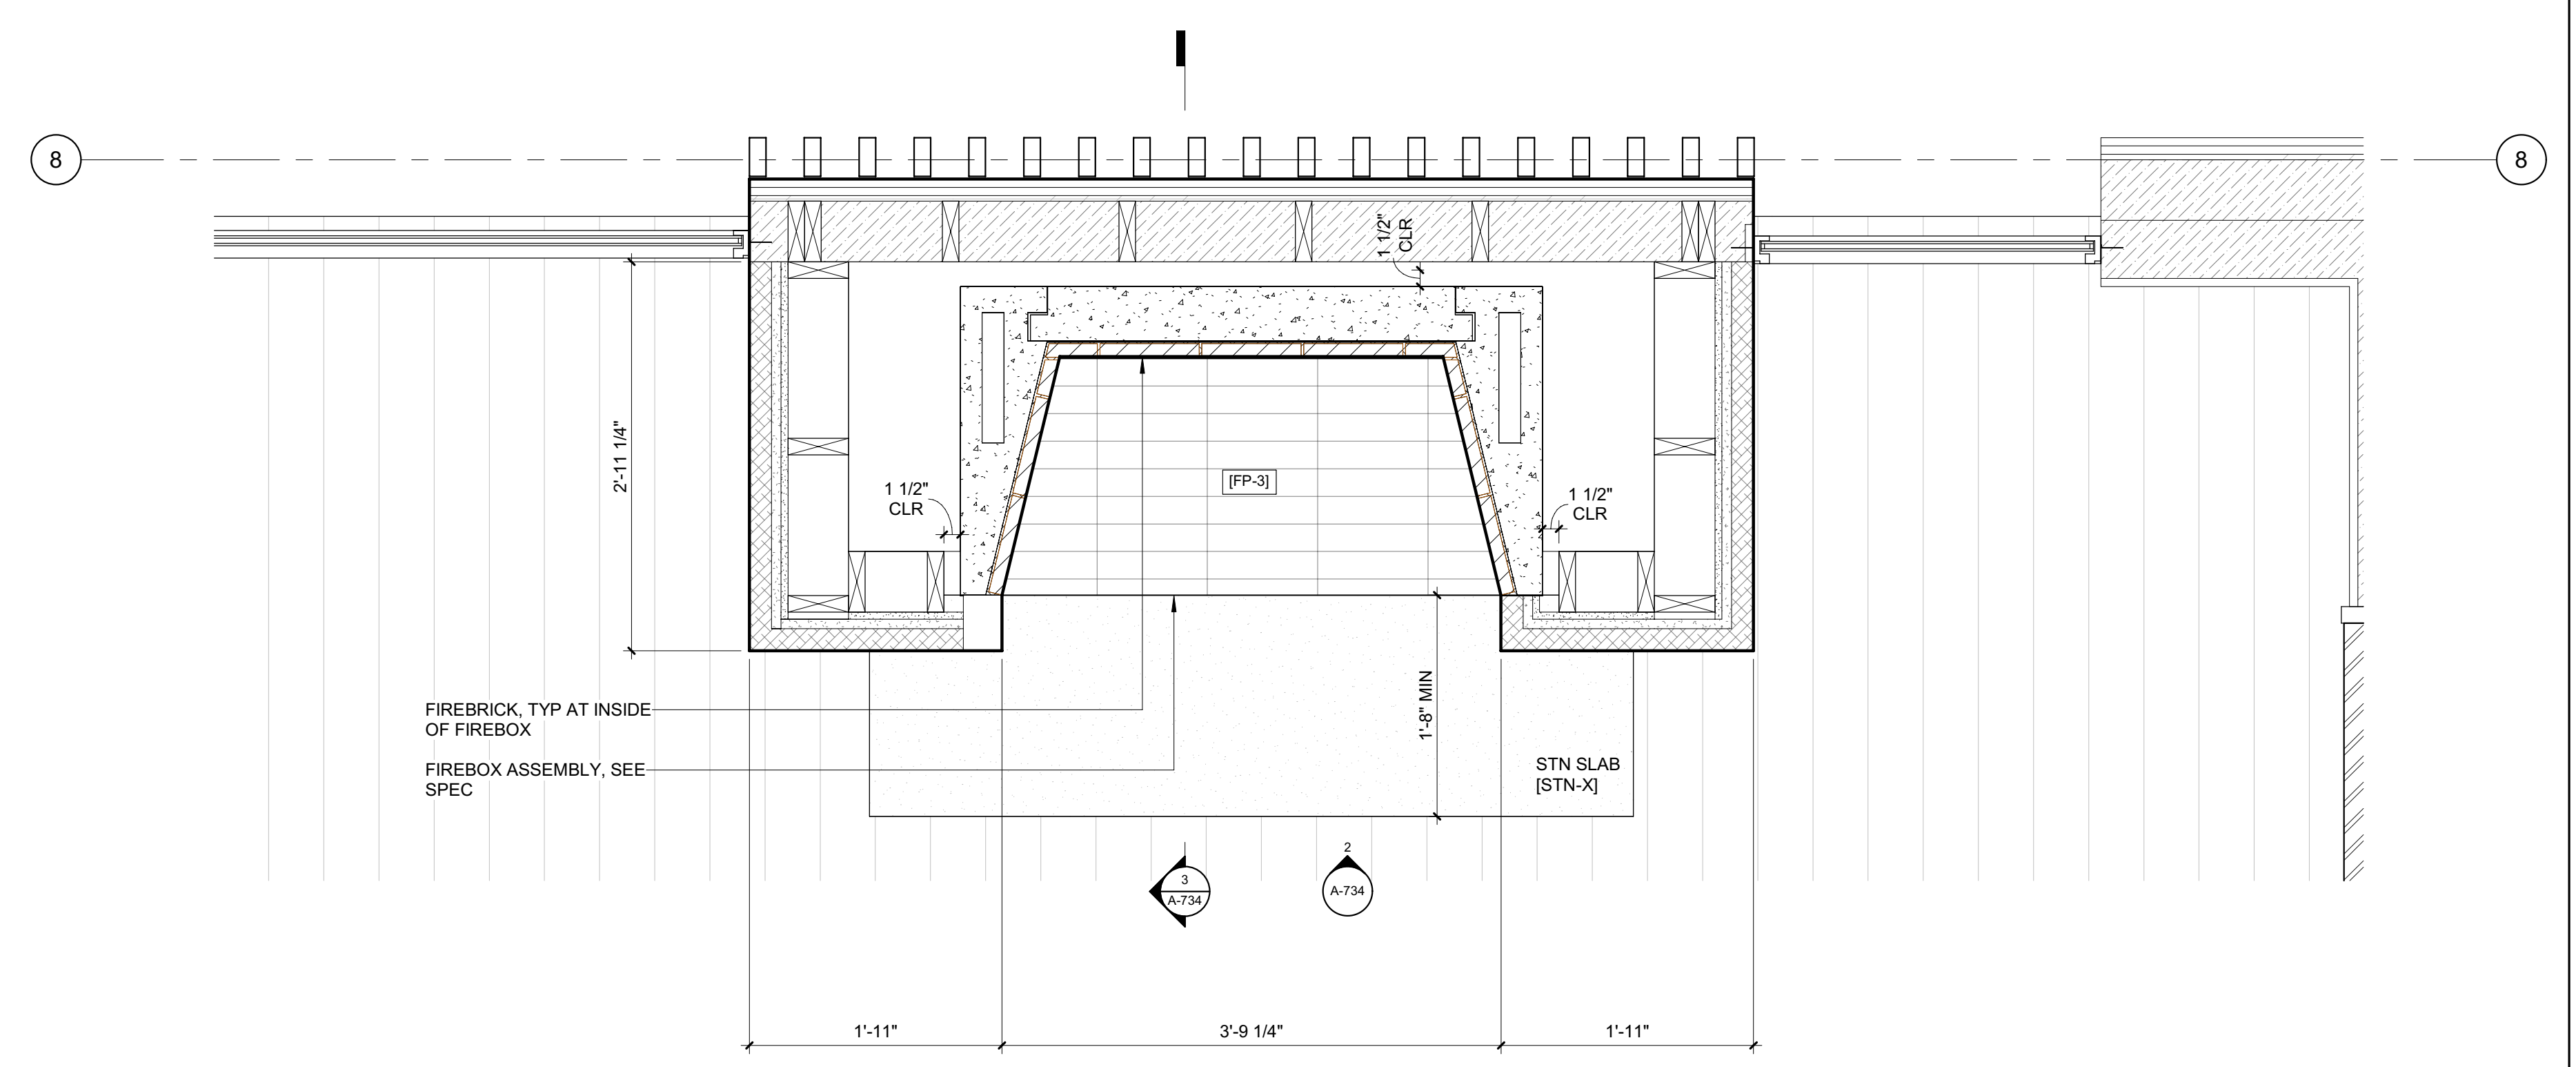 8
8
1 1/2"
CLR
2'-11 1/4"
1 1/2"
CLR
[FP-3]
1 1/2"
CLR
FIREBRICK, TYP AT INSIDE
OF FIREBOX
1'-8" MIN
FIREBOX ASSEMBLY, SEE
SPEC
STN SLAB
[STN-X]
3
A-734
2
A-734
1'-11"
3'-9 1/4"
1'-11"